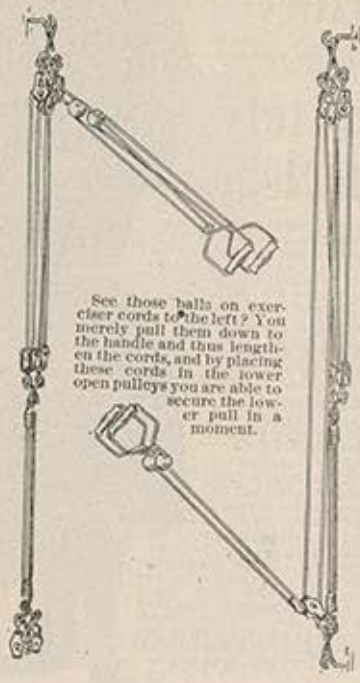 See those balls on exer-
ciser cords to the left? You
merely pull them down to
the handle and thus length-
en the cords, and by placing
these cords in the lower
open pulleys you are able to
secure the low-
er pull in a
moment.